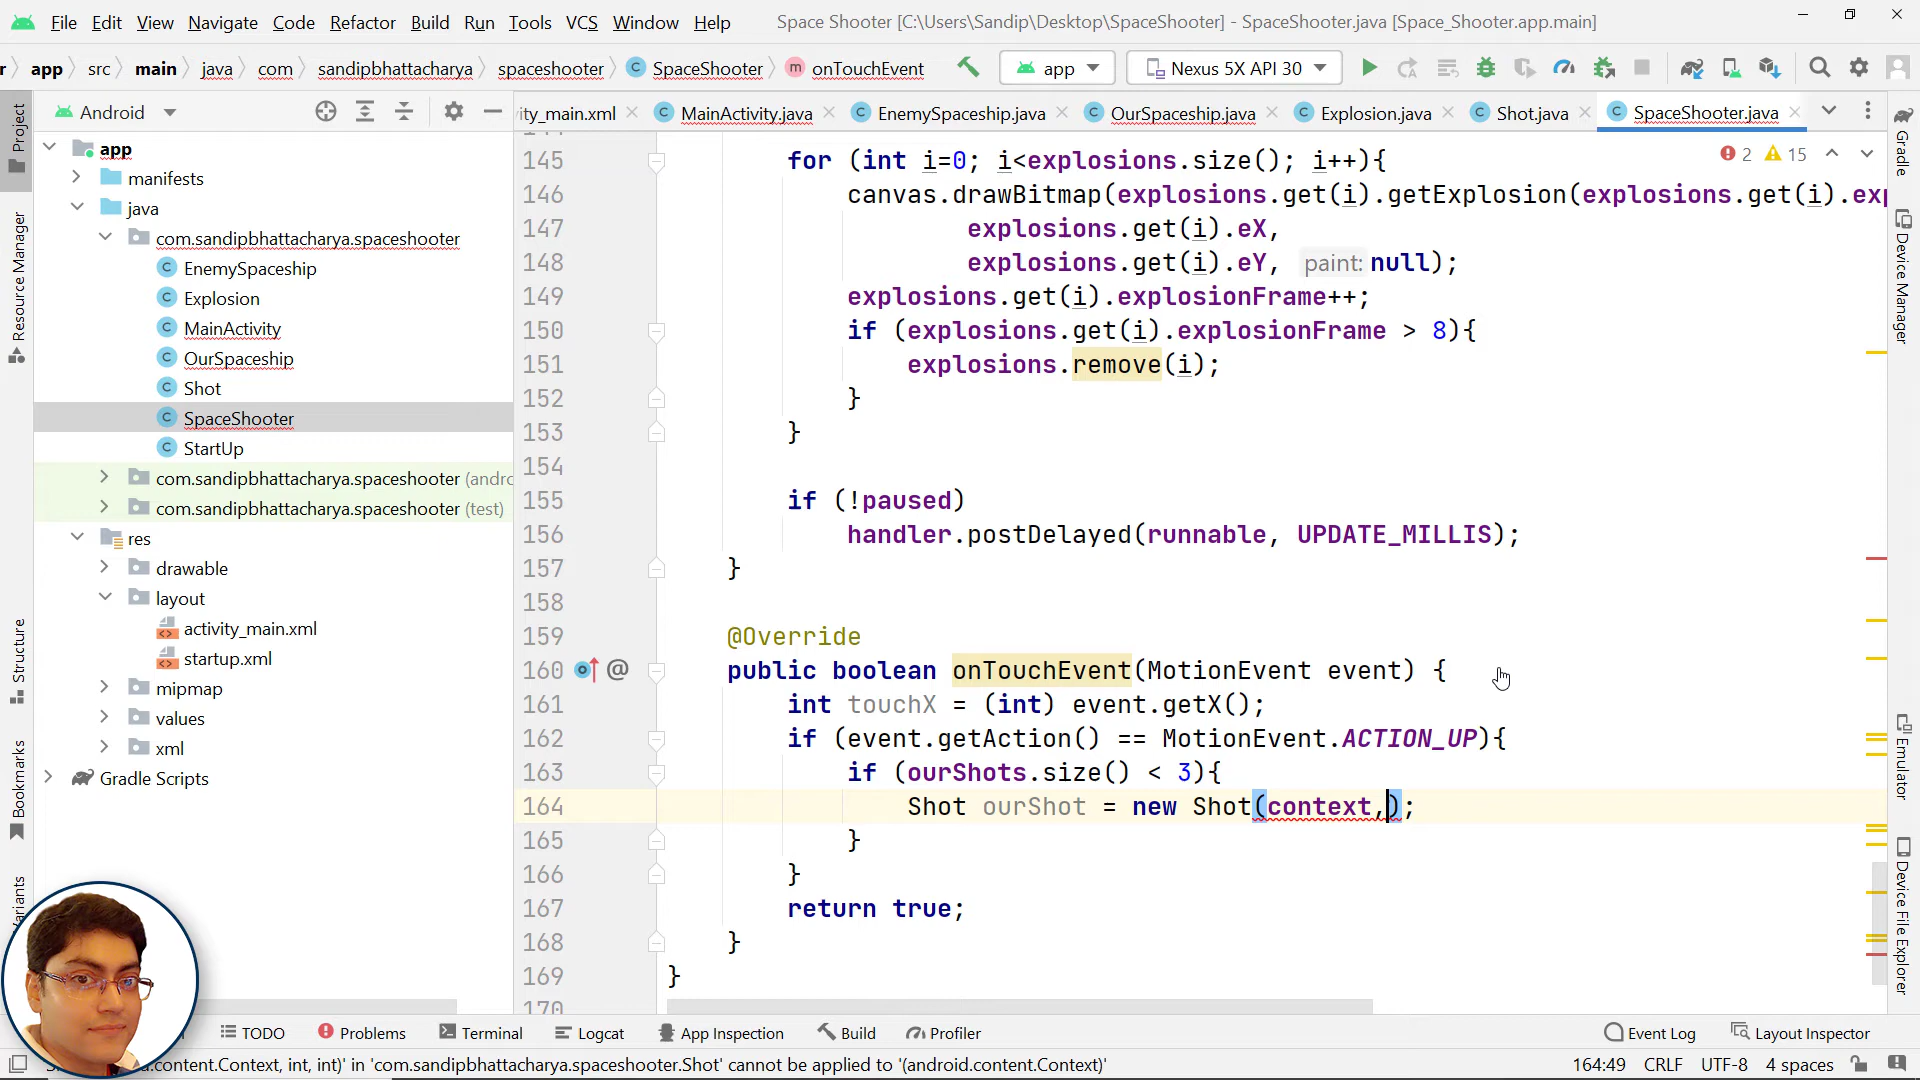 File Edit View Navigate Code Refactor Build Run Tools VCS Window Help Space Shooter [C:\Users\Sandip\Desktop\SpaceShooter] - SpaceShooter.java [Space_Shooter.app.main]
r app src main java com sandipbhattacharya spaceshooter C SpaceShooter m onTouchEvent app Nexus 5X API 30
Android
ity_main.xml C MainActivity.java C EnemySpaceship.java C OurSpaceship.java C Explosion.java C Shot.java C SpaceShooter.java
2 15
Project
Resource Manager
Structure
Bookmarks
app
manifests
java
com.sandipbhattacharya.spaceshooter
C EnemySpaceship
C Explosion
C MainActivity
C OurSpaceship
C Shot
C SpaceShooter
C StartUp
com.sandipbhattacharya.spaceshooter (andro
com.sandipbhattacharya.spaceshooter (test)
res
drawable
layout
activity_main.xml
startup.xml
mipmap
values
xml
Gradle Scripts
145 for (int i=0; i<explosions.size(); i++){
146 canvas.drawBitmap(explosions.get(i).getExplosion(explosions.get(i).exp
147 explosions.get(i).eX,
148 explosions.get(i).eY, paint: null);
149 explosions.get(i).explosionFrame++;
150 if (explosions.get(i).explosionFrame > 8){
151 explosions.remove(i);
152 }
153 }
154
155 if (!paused)
156 handler.postDelayed(runnable, UPDATE_MILLIS);
157 }
158
159 @Override
160 @ public boolean onTouchEvent(MotionEvent event) {
161 int touchX = (int) event.getX();
162 if (event.getAction() == MotionEvent.ACTION_UP){
163 if (ourShots.size() < 3){
164 Shot ourShot = new Shot(context,);
165 }
166 }
167 return true;
168 }
169 }
170
Gradle
Device Manager
Emulator
Device File Explorer
TODO Problems Terminal Logcat App Inspection Build Profiler Event Log Layout Inspector
.content.Context, int, int)' in 'com.sandipbhattacharya.spaceshooter.Shot' cannot be applied to '(android.content.Context)' 164:49 CRLF UTF-8 4 spaces